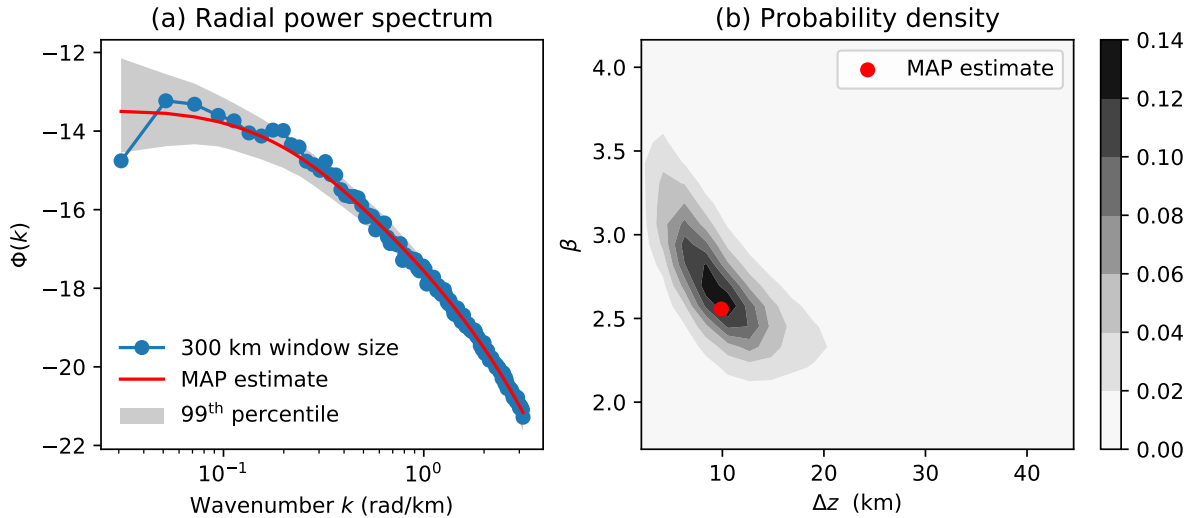 (a) Radial power spectrum
−12
−14
−16
−18
−20
−22
Φ(k)
10⁻¹
10⁰
Wavenumber k (rad/km)
300 km window size
MAP estimate
99th percentile
(b) Probability density
4.0
3.5
3.0
2.5
2.0
β
10
20
30
40
Δz (km)
MAP estimate
0.14
0.12
0.10
0.08
0.06
0.04
0.02
0.00